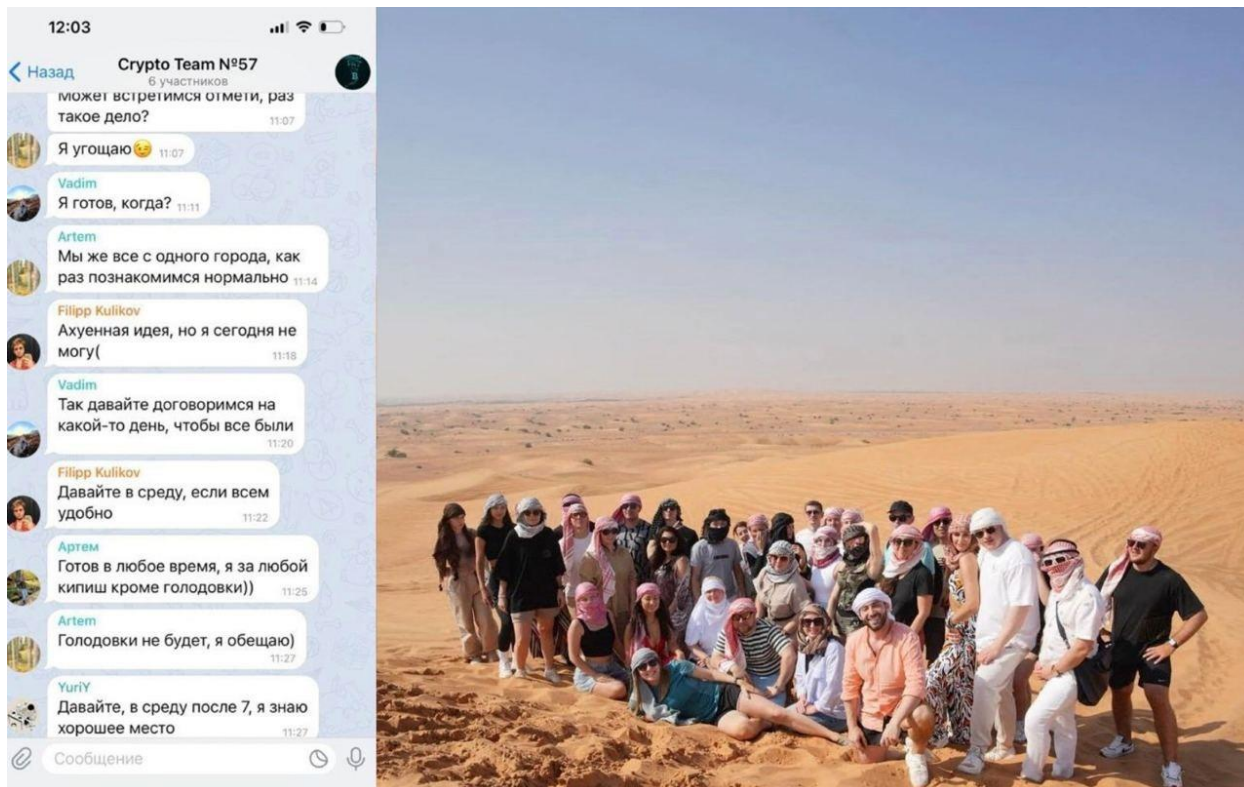 12:03
Назад
Crypto Team №57
6 участников
Может встретимся отмети, раз
такое дело?
11:07
Я угощаю😉 11:07
Vadim
Я готов, когда? 11:11
Artem
Мы же все с одного города, как
раз познакомимся нормально 11:14
Filipp Kulikov
Ахуенная идея, но я сегодня не
могу(
11:18
Vadim
Так давайте договоримся на
какой-то день, чтобы все были
11:20
Filipp Kulikov
Давайте в среду, если всем
удобно
11:22
Артем
Готов в любое время, я за любой
кипиш кроме голодовки)) 11:25
Artem
Голодовки не будет, я обещаю)
11:27
YuriY
Давайте, в среду после 7, я знаю
хорошее место
11:27
Сообщение